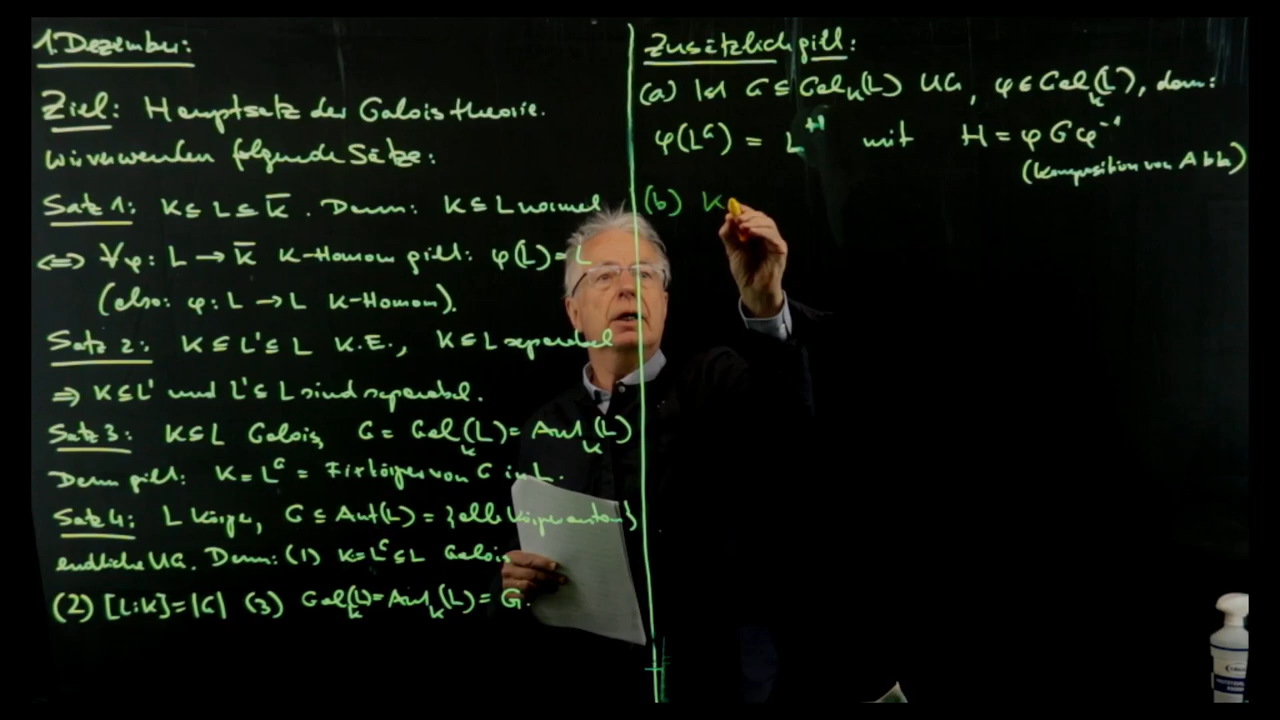 1. Dezember:
Ziel: Hauptsatz der Galoistheorie.
Wir verwenden folgende Sätze:
Satz 1: K ⊆ L ⊆ K̅. Dann: K ⊆ L normal
⟺ ∀φ: L → K̅ K-Homom gilt: φ(L) = L
(also: φ: L → L K-Homom).
Satz 2: K ⊆ L' ⊆ L K.E., K ⊆ L separabel
⇒ K ⊆ L' und L' ⊆ L sind separabel.
Satz 3: K ⊆ L Galois, G = Gal_K(L) = Aut_K(L)
Dann gilt: K = L^G = Fixkörper von G in L.
Satz 4: L Körper, G ⊆ Aut(L) = {alle Körperautom}
endliche UG. Dann: (1) K = L^G ⊆ L Galois
(2) [L:K] = |G| (3) Gal_K(L) = Aut_K(L) = G.
Zusätzlich gilt:
(a) Ist G ⊆ Gal_K(L) UG, φ ∈ Gal_K(L), dann:
φ(L^G) = L^H mit H = φGφ^-1
(Komposition von Abb)
(b) K